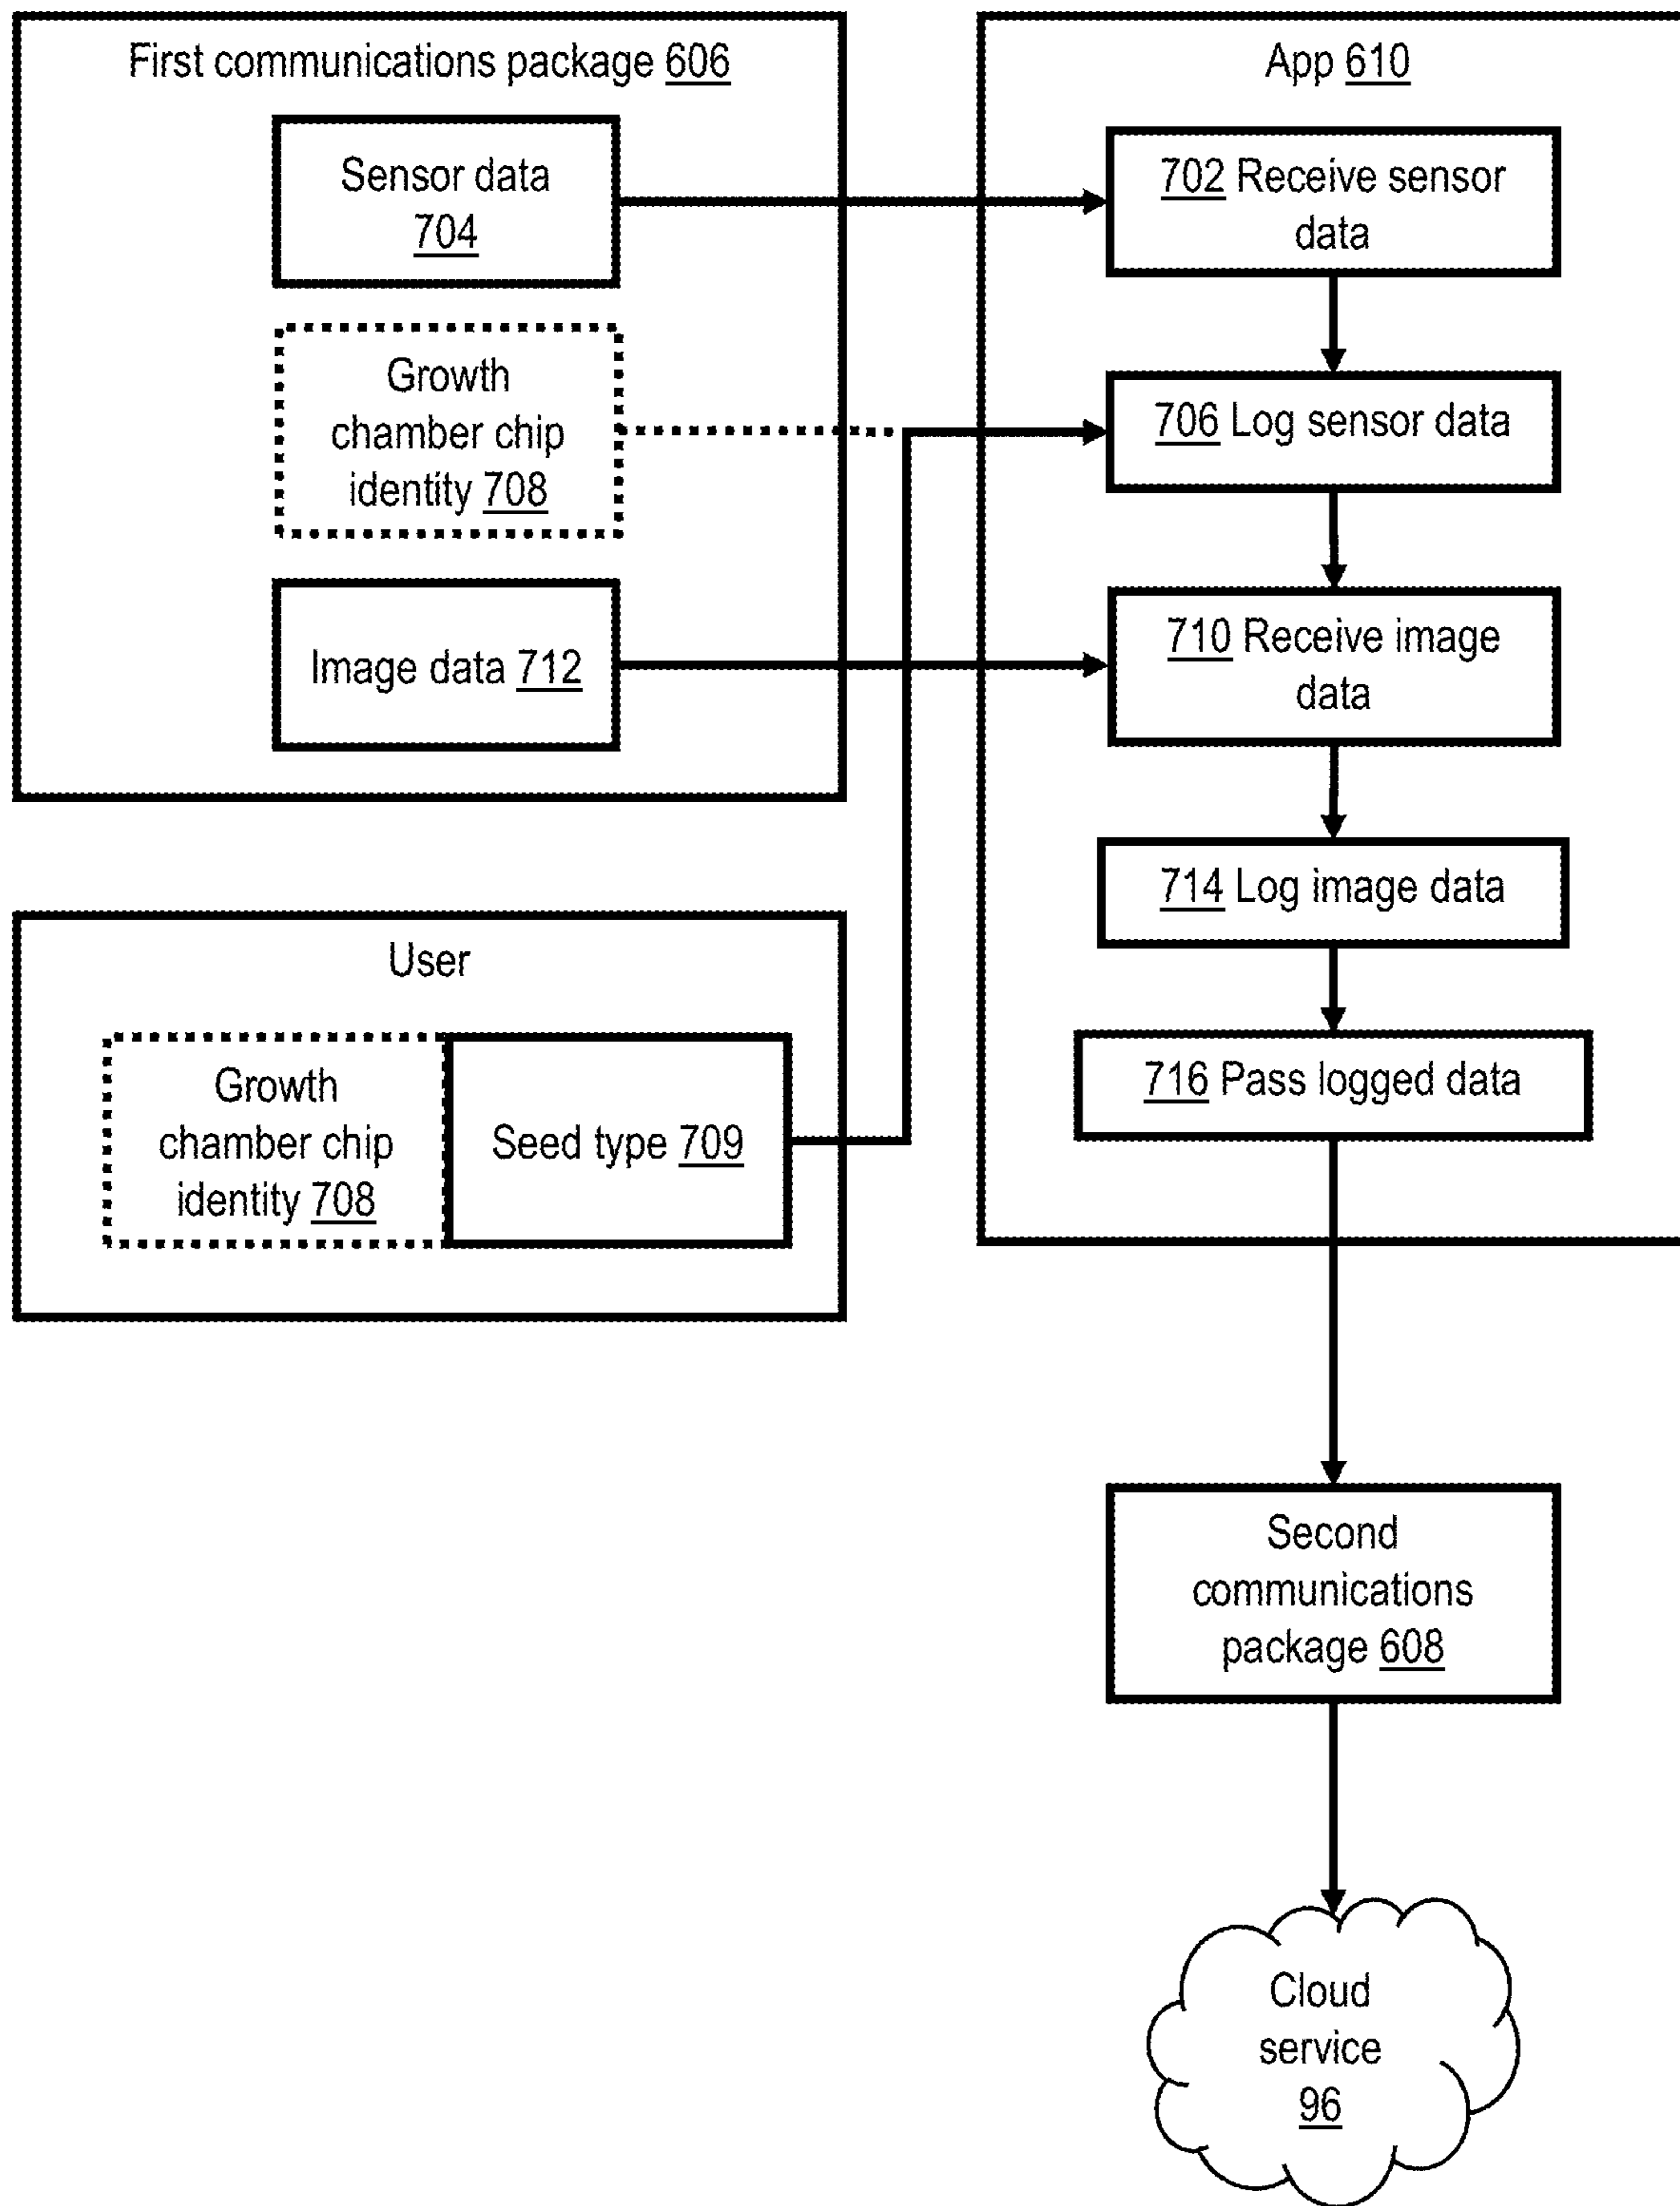 First communications package 606
Sensor data
704
Growth
chamber chip
identity 708
Image data 712
User
Growth
chamber chip
identity 708
Seed type 709
App 610
702 Receive sensor
data
706 Log sensor data
710 Receive image
data
714 Log image data
716 Pass logged data
Second
communications
package 608
Cloud
service
96